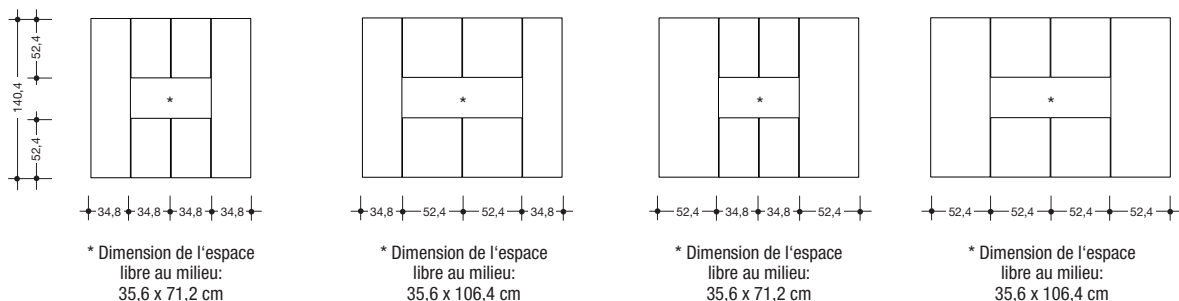 52,4
140,4
52,4
*
*
*
*
34,8 34,8 34,8 34,8
34,8 52,4 52,4 34,8
52,4 34,8 34,8 52,4
52,4 52,4 52,4 52,4
* Dimension de l‘espace
libre au milieu:
35,6 x 71,2 cm
* Dimension de l‘espace
libre au milieu:
35,6 x 106,4 cm
* Dimension de l‘espace
libre au milieu:
35,6 x 71,2 cm
* Dimension de l‘espace
libre au milieu:
35,6 x 106,4 cm